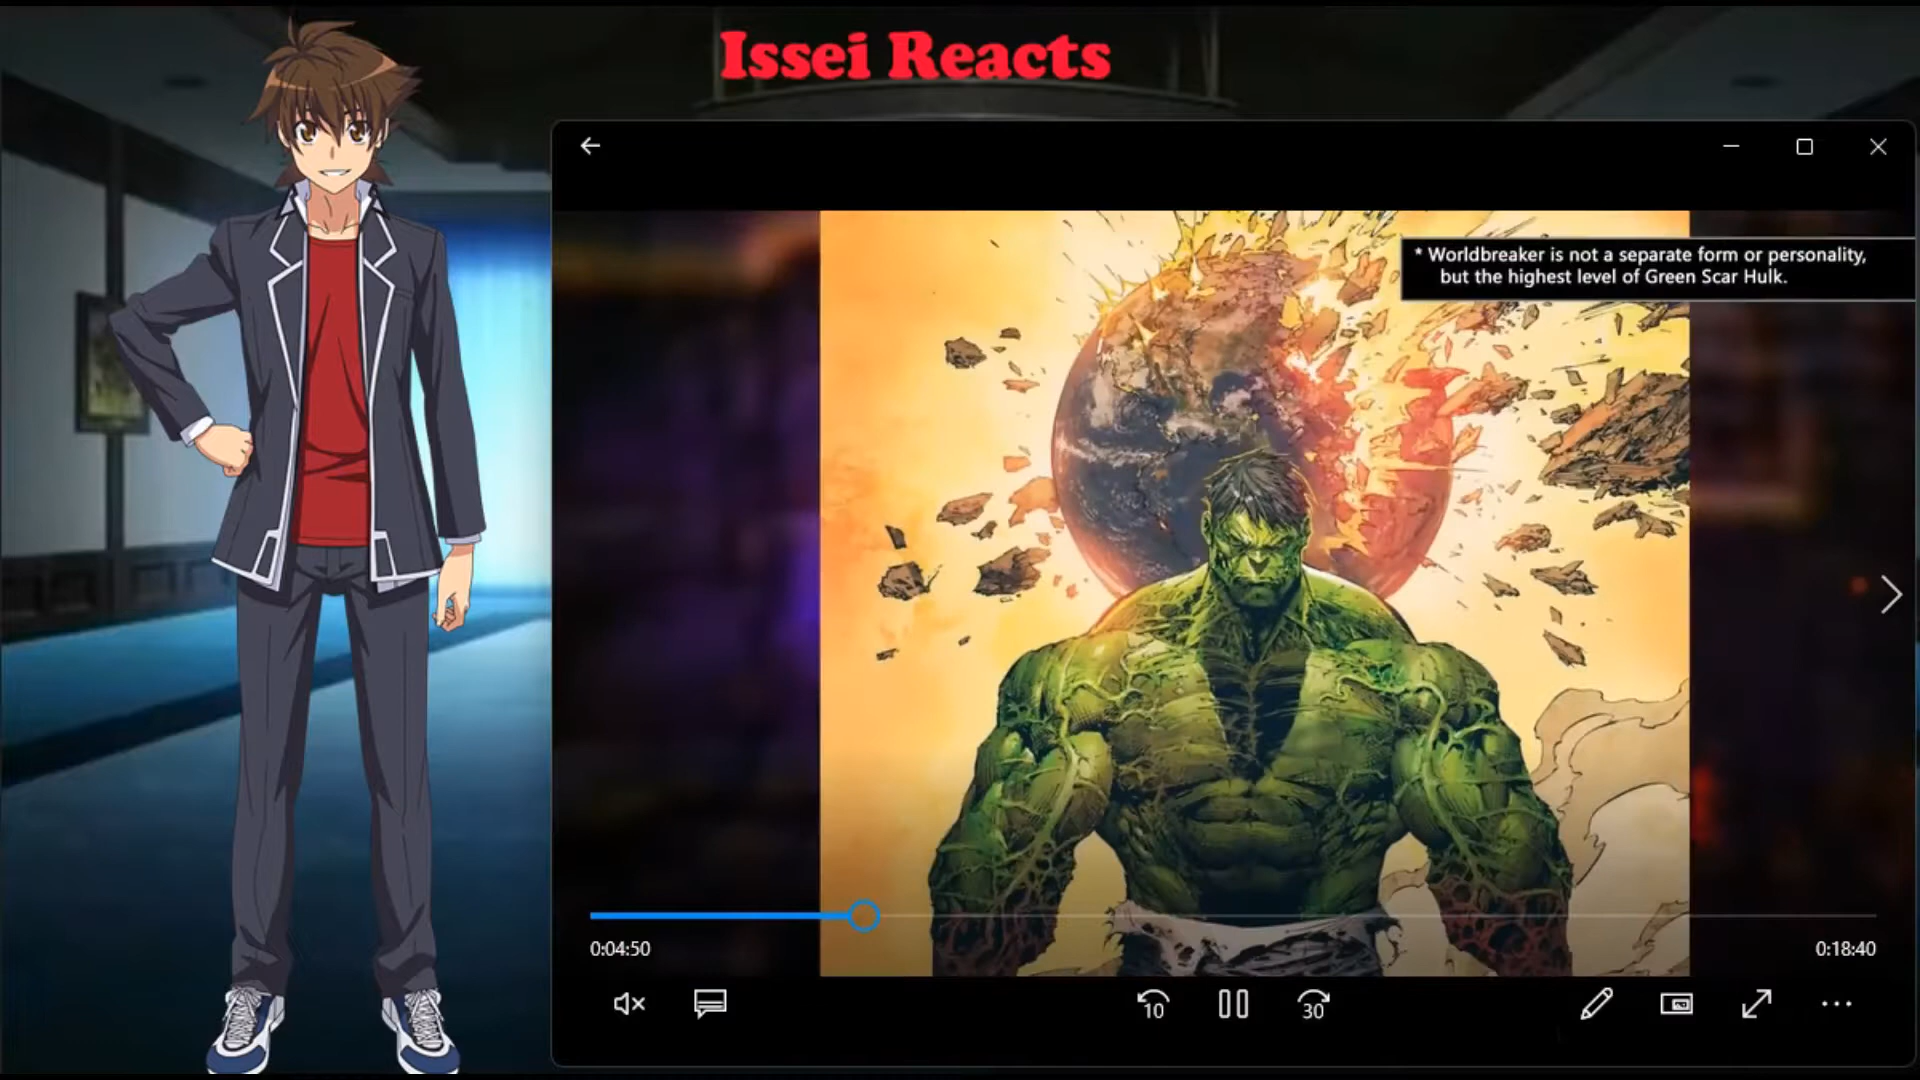 Issei Reacts
* Worldbreaker is not a separate form or personality,
but the highest level of Green Scar Hulk.
0:04:50
0:18:40
10
30